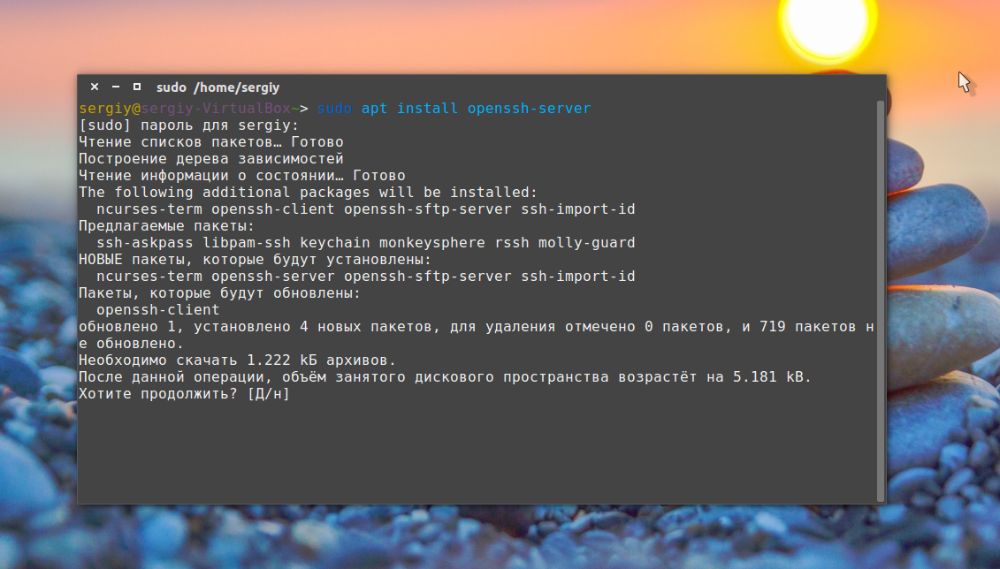 sudo /home/sergiy
sergiy@sergiy-VirtualBox~> sudo apt install openssh-server
[sudo] пароль для sergiy:
Чтение списков пакетов… Готово
Построение дерева зависимостей
Чтение информации о состоянии… Готово
The following additional packages will be installed:
ncurses-term openssh-client openssh-sftp-server ssh-import-id
Предлагаемые пакеты:
ssh-askpass libpam-ssh keychain monkeysphere rssh molly-guard
НОВЫЕ пакеты, которые будут установлены:
ncurses-term openssh-server openssh-sftp-server ssh-import-id
Пакеты, которые будут обновлены:
openssh-client
обновлено 1, установлено 4 новых пакетов, для удаления отмечено 0 пакетов, и 719 пакетов н
е обновлено.
Необходимо скачать 1.222 kБ архивов.
После данной операции, объём занятого дискового пространства возрастёт на 5.181 kB.
Хотите продолжить? [Д/н]